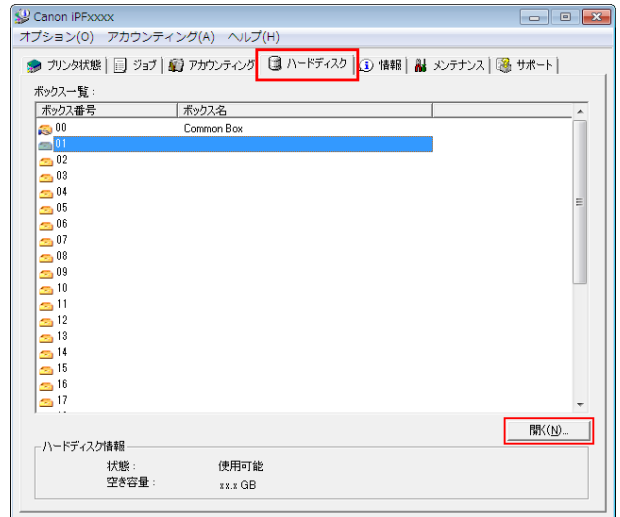 Canon iPFxxxx
オプション(O) アカウンティング(A) ヘルプ(H)
プリンタ状態 ジョブ アカウンティング ハードディスク 情報 メンテナンス サポート
ボックス一覧 :
ボックス番号 ボックス名
00 Common Box
01
02
03
04
05
06
07
08
09
10
11
12
13
14
15
16
17
開く(N)...
ハードディスク情報
状態 : 使用可能
空き容量 : xx.x GB